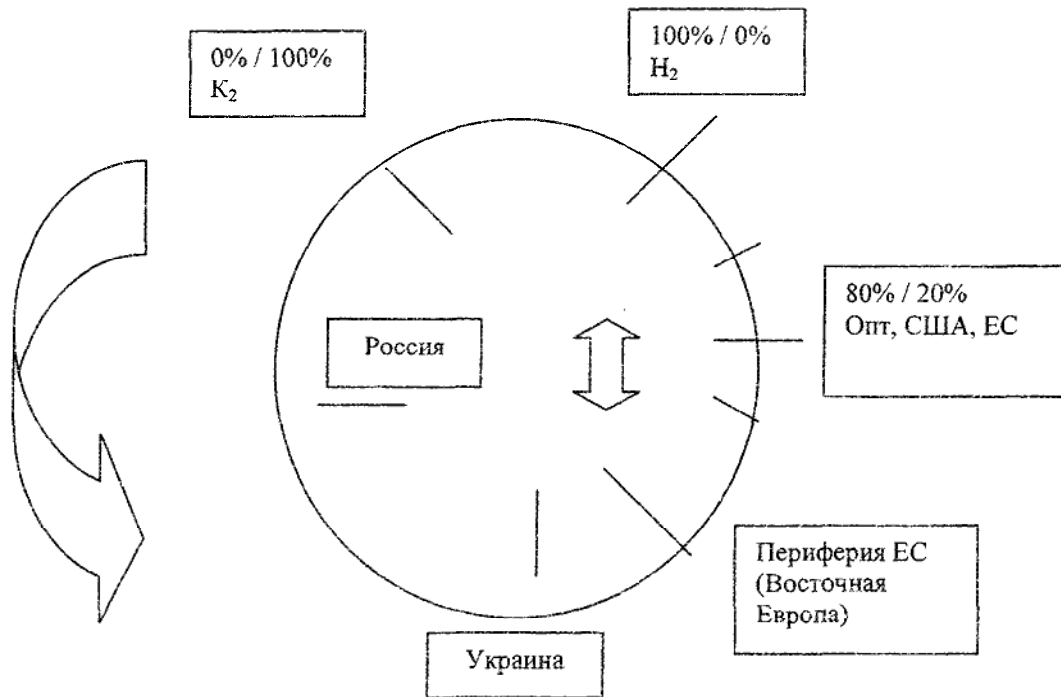 0% / 100%
К₂
100% / 0%
Н₂
80% / 20%
Опт, США, ЕС
Россия
Периферия ЕС
(Восточная
Европа)
Украина